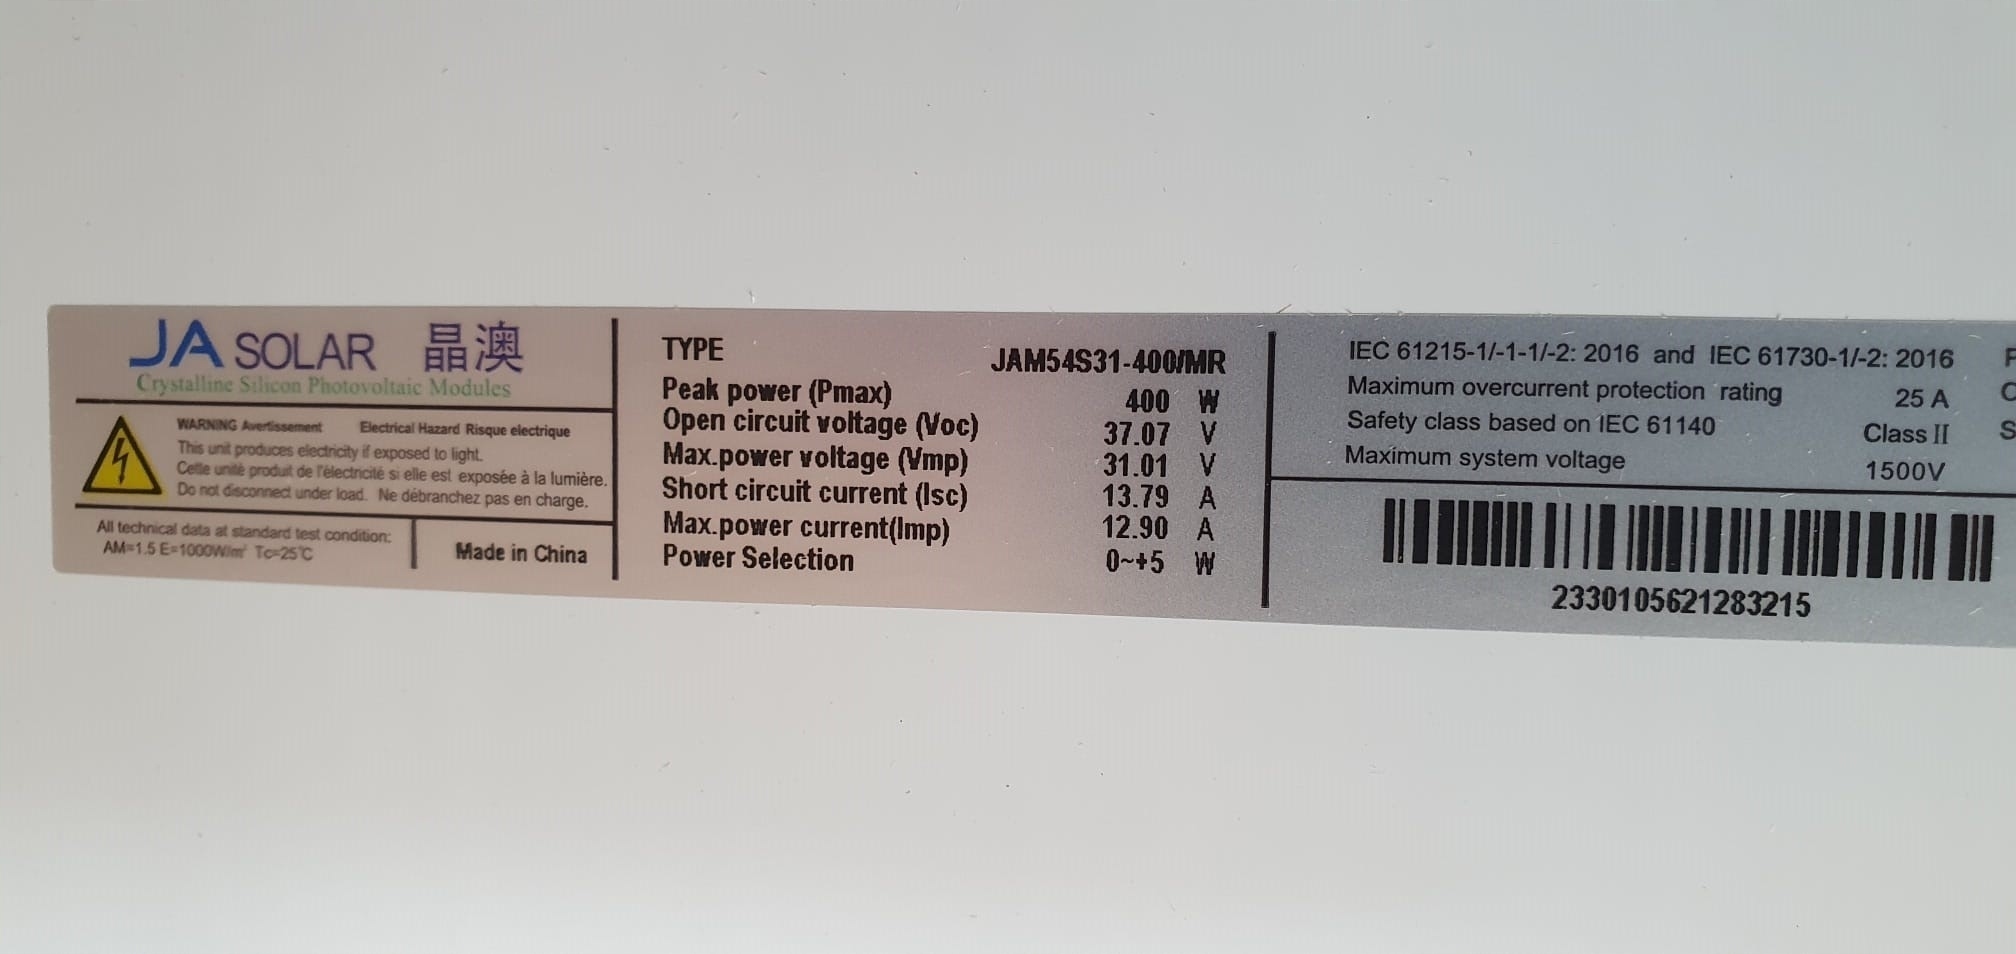 JA SOLAR 晶澳
Crystalline Silicon Photovoltaic Modules
WARNING Avertissement Electrical Hazard Risque electrique
This unit produces electricity if exposed to light.
Celle unité produit de l'électricité si elle est exposée à la lumière.
Do not disconnect under load. Ne débranchez pas en charge.
All technical data at standard test condition:
AM=1.5 E=1000W/m² Tc=25℃
Made in China
TYPE JAM54S31-400/MR
Peak power (Pmax) 400 W
Open circuit voltage (Voc) 37.07 V
Max.power voltage (Vmp) 31.01 V
Short circuit current (Isc) 13.79 A
Max.power current(Imp) 12.90 A
Power Selection 0~+5 W
IEC 61215-1/-1-1/-2: 2016 and IEC 61730-1/-2: 2016
Maximum overcurrent protection rating 25 A
Safety class based on IEC 61140 Class II
Maximum system voltage 1500V
2330105621283215